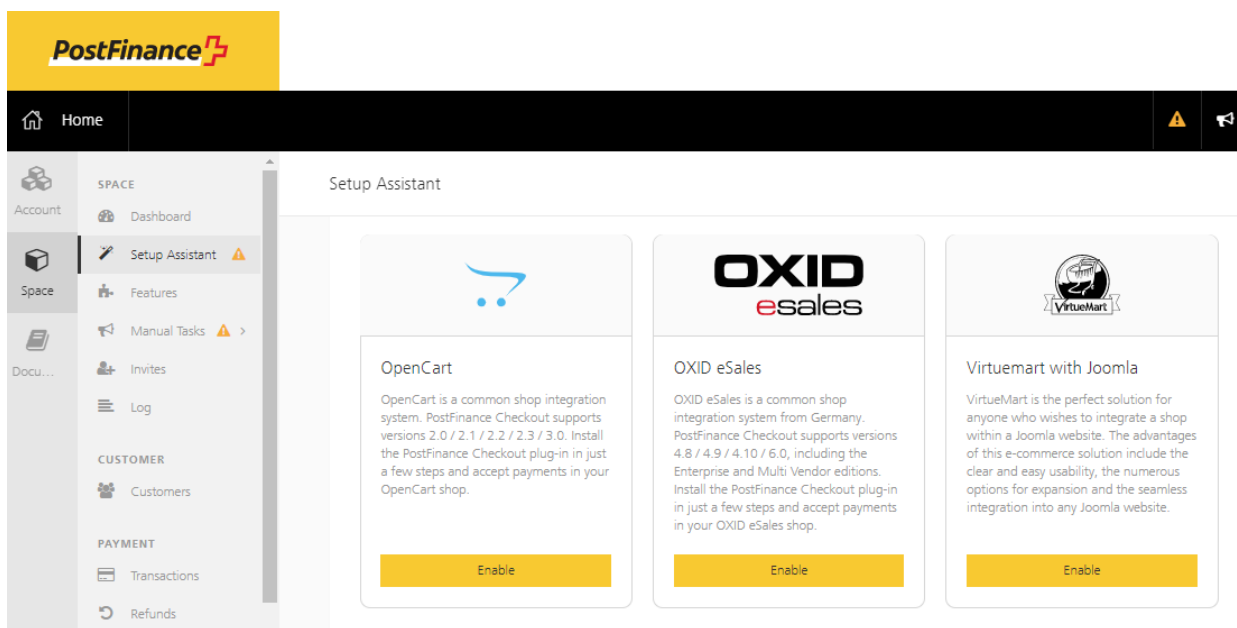 PostFinance
Home
Account
Space
Docu...
SPACE
Dashboard
Setup Assistant
Features
Manual Tasks
Invites
Log
CUSTOMER
Customers
PAYMENT
Transactions
Refunds
Setup Assistant
OpenCart
OpenCart is a common shop integration
system. PostFinance Checkout supports
versions 2.0 / 2.1 / 2.2 / 2.3 / 3.0. Install
the PostFinance Checkout plug-in in just
a few steps and accept payments in your
OpenCart shop.
Enable
OXID
esales
OXID eSales
OXID eSales is a common shop
integration system from Germany.
PostFinance Checkout supports versions
4.8 / 4.9 / 4.10 / 6.0, including the
Enterprise and Multi Vendor editions.
Install the PostFinance Checkout plug-in
in just a few steps and accept payments
in your OXID eSales shop.
Enable
VirtueMart
Virtuemart with Joomla
VirtueMart is the perfect solution for
anyone who wishes to integrate a shop
within a Joomla website. The advantages
of this e-commerce solution include the
clear and easy usability, the numerous
options for expansion and the seamless
integration into any Joomla website.
Enable